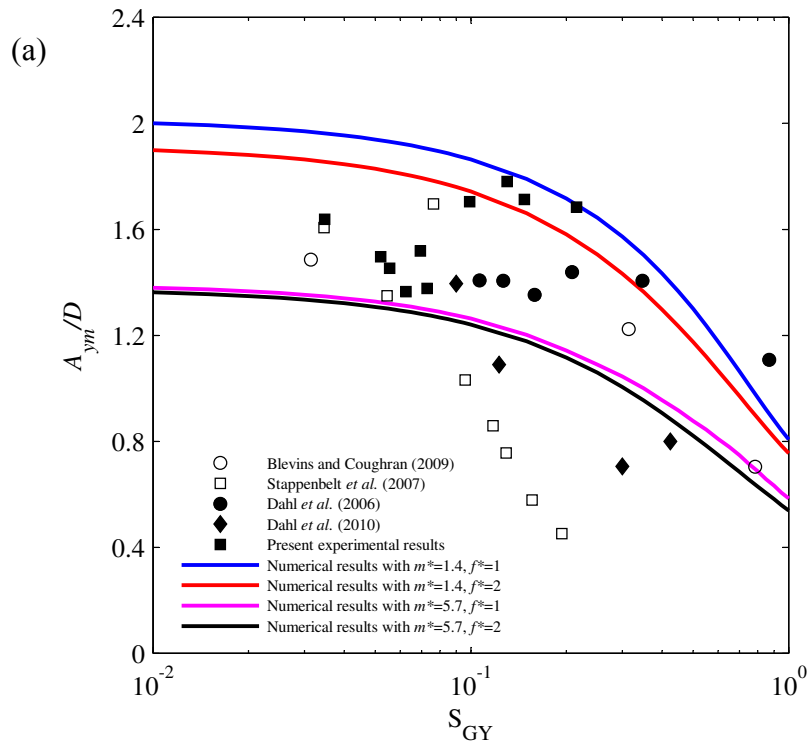 (a)
2.4
2
1.6
1.2
0.8
0.4
0
A_ym/D
Blevins and Coughran (2009)
Stappenbelt et al. (2007)
Dahl et al. (2006)
Dahl et al. (2010)
Present experimental results
Numerical results with m*=1.4, f*=1
Numerical results with m*=1.4, f*=2
Numerical results with m*=5.7, f*=1
Numerical results with m*=5.7, f*=2
10^-2 10^-1 10^0
S_GY